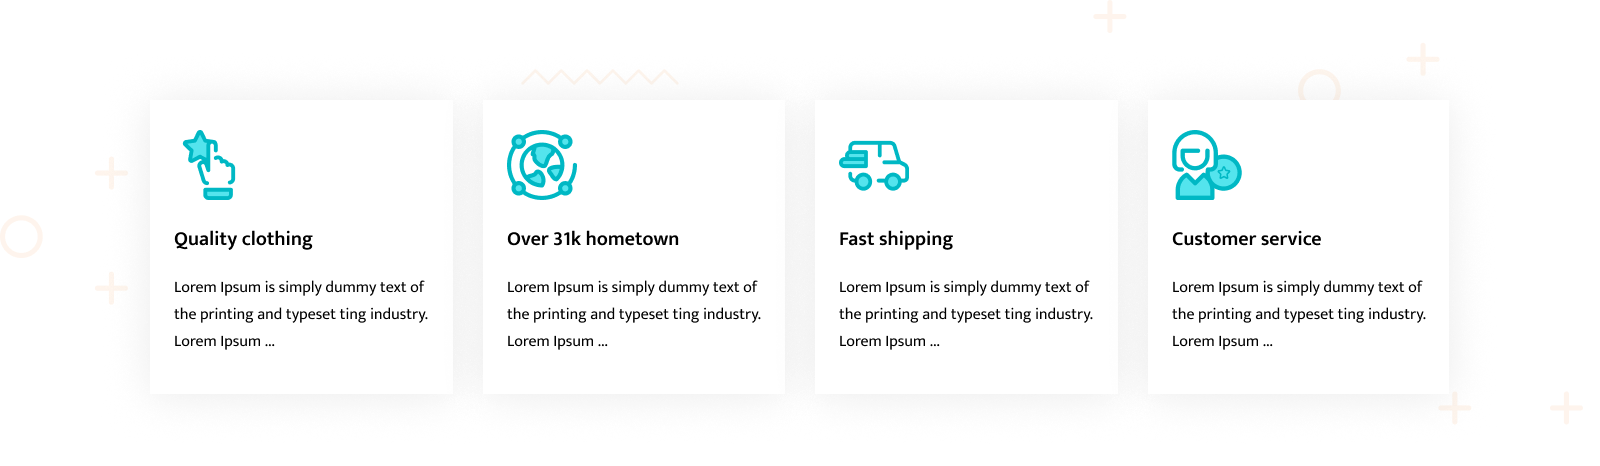 Quality clothing
Lorem Ipsum is simply dummy text of
the printing and typeset ting industry.
Lorem Ipsum ...
Over 31k hometown
Lorem Ipsum is simply dummy text of
the printing and typeset ting industry.
Lorem Ipsum ...
Fast shipping
Lorem Ipsum is simply dummy text of
the printing and typeset ting industry.
Lorem Ipsum ...
Customer service
Lorem Ipsum is simply dummy text of
the printing and typeset ting industry.
Lorem Ipsum ...